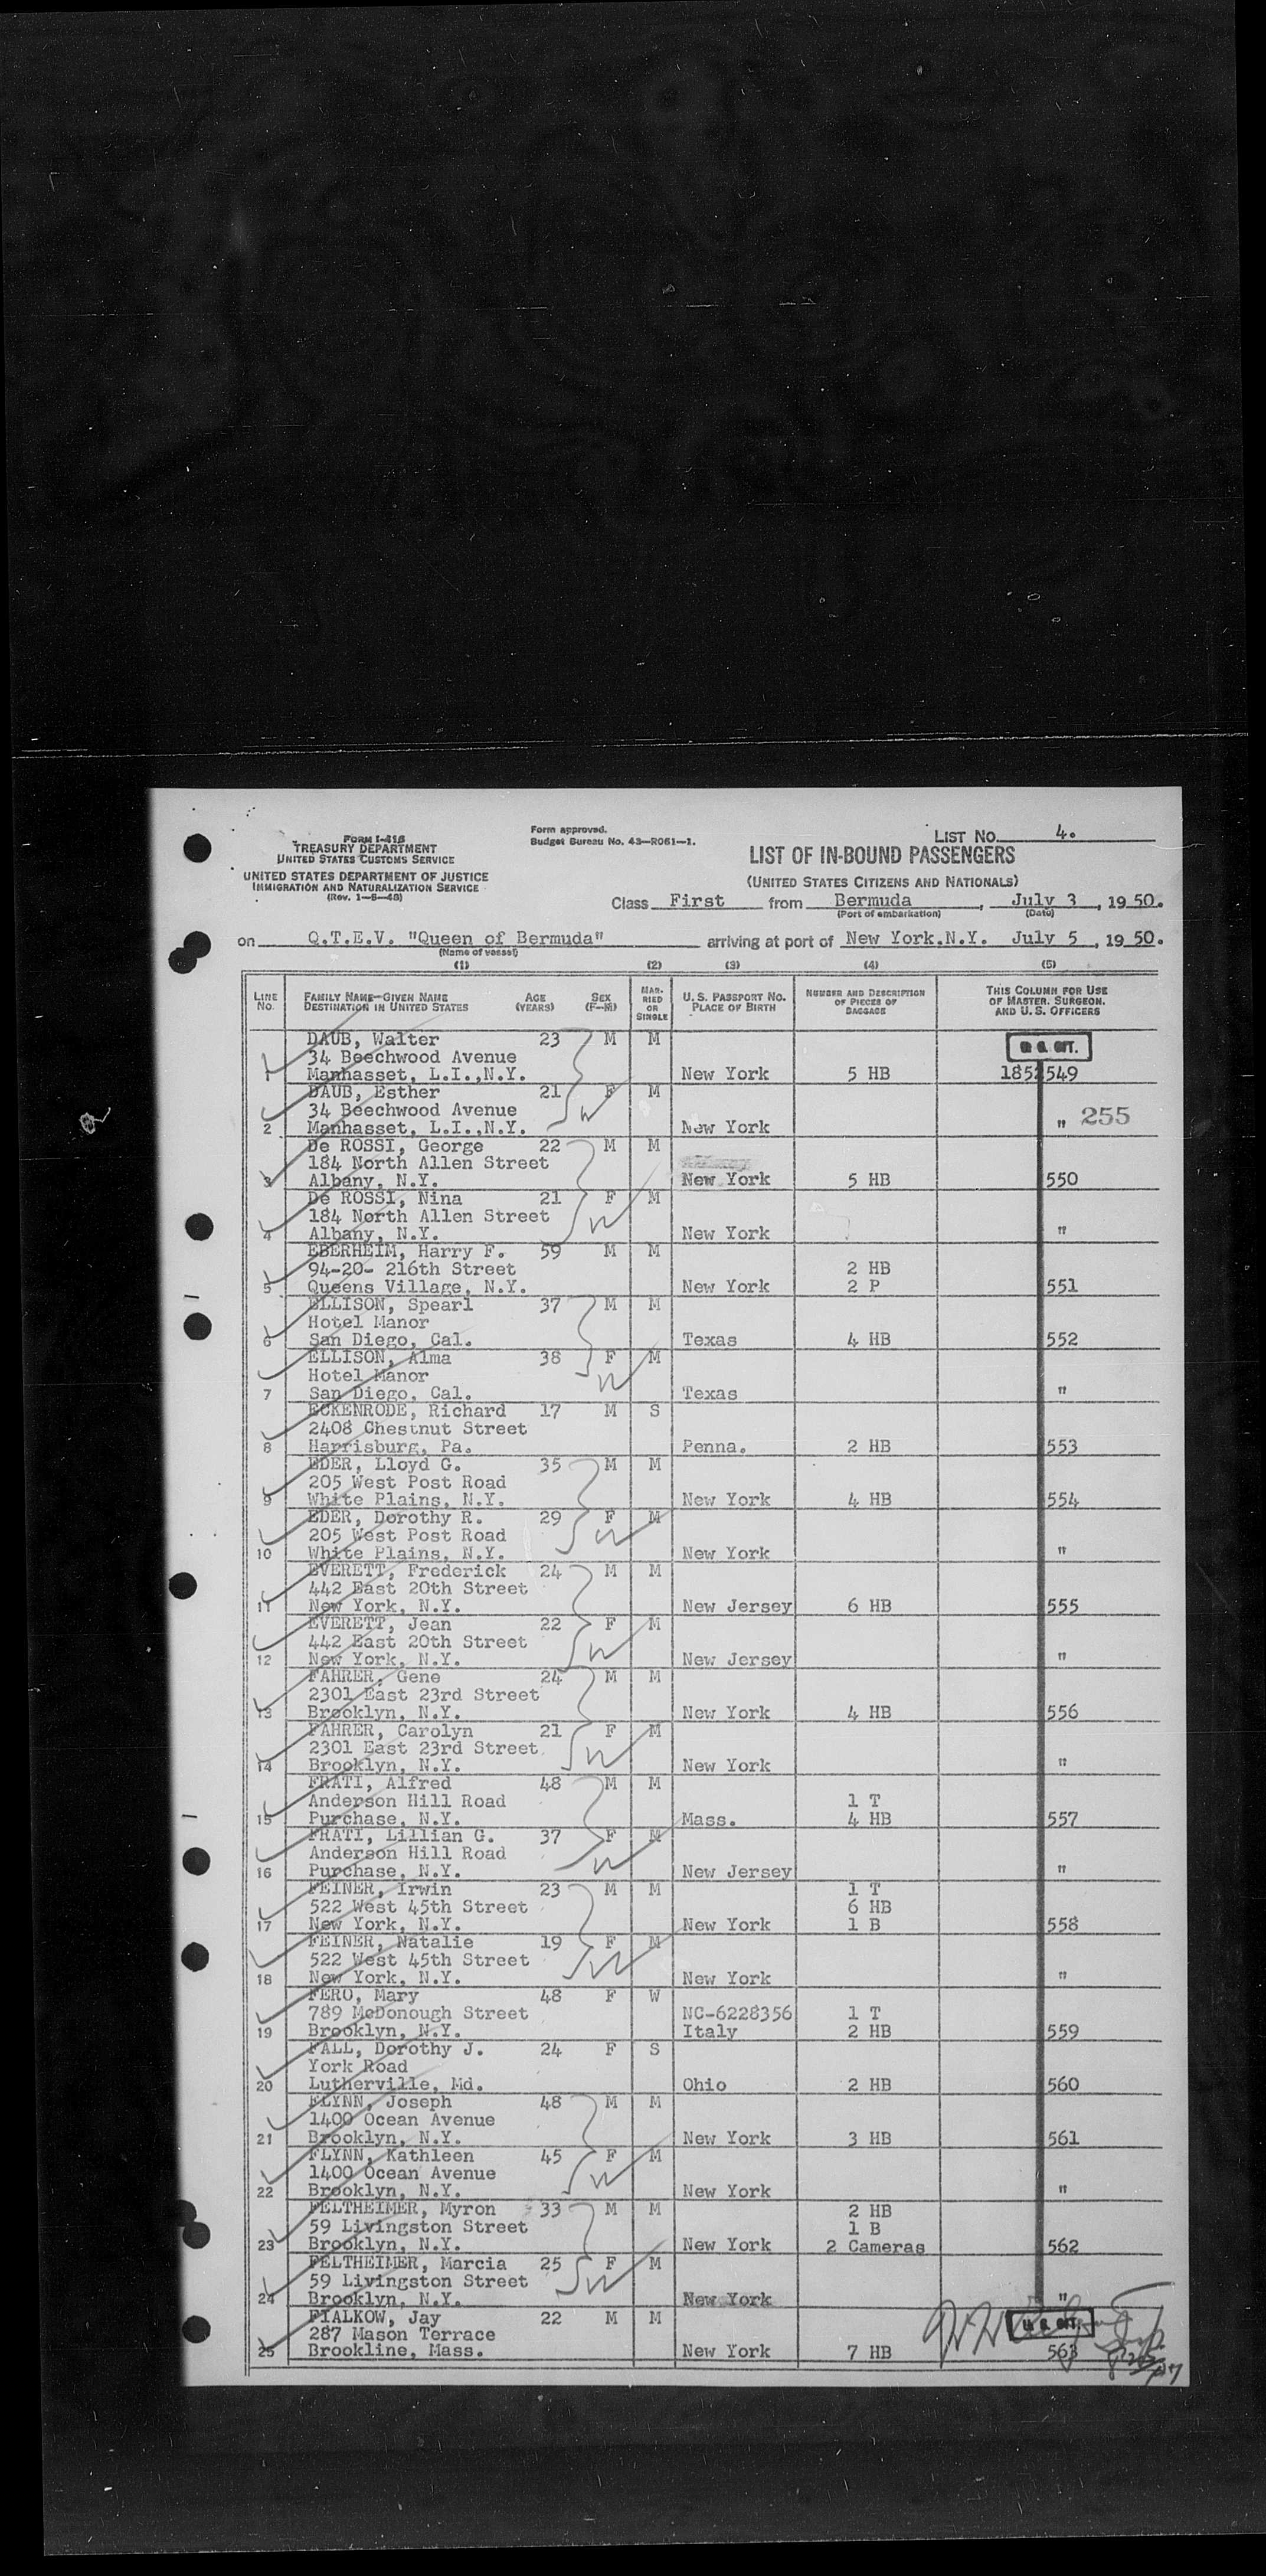 Form I-416
TREASURY DEPARTMENT
UNITED STATES CUSTOMS SERVICE
UNITED STATES DEPARTMENT OF JUSTICE
IMMIGRATION AND NATURALIZATION SERVICE
(Rev. 1-8-48)
Form approved.
Budget Bureau No. 43-R061-1.
LIST NO. 4.
LIST OF IN-BOUND PASSENGERS
(UNITED STATES CITIZENS AND NATIONALS)
Class First from Bermuda, July 3, 1950.
(Port of embarkation) (Date)
on Q.T.E.V. "Queen of Bermuda" arriving at port of New York.N.Y. July 5, 1950.
(Name of vessel)
(1) (2) (3) (4) (5)
LINE NO. FAMILY NAME-GIVEN NAME DESTINATION IN UNITED STATES AGE (YEARS) SEX (F-M) MARRIED OR SINGLE U. S. PASSPORT NO. PLACE OF BIRTH NUMBER AND DESCRIPTION OF PIECES OF BAGGAGE THIS COLUMN FOR USE OF MASTER, SURGEON, AND U. S. OFFICERS
DAUB, Walter 23 M M U. S. CIT.
34 Beechwood Avenue
1 Manhasset, L.I.,N.Y. New York 5 HB 1852549
DAUB, Esther 21 F M
34 Beechwood Avenue
2 Manhasset, L.I.,N.Y. New York " 255
De ROSSI, George 22 M M
184 North Allen Street
3 Albany, N.Y. New York 5 HB 550
De ROSSI, Nina 21 F M
184 North Allen Street
4 Albany, N.Y. New York "
EBERHEIM, Harry F. 59 M M
94-20- 216th Street 2 HB
5 Queens Village, N.Y. New York 2 P 551
ELLISON, Spearl 37 M M
Hotel Manor
6 San Diego, Cal. Texas 4 HB 552
ELLISON, Alma 38 F M
Hotel Manor
7 San Diego, Cal. Texas "
ECKENRODE, Richard 17 M S
2408 Chestnut Street
8 Harrisburg, Pa. Penna. 2 HB 553
EDER, Lloyd G. 35 M M
205 West Post Road
9 White Plains, N.Y. New York 4 HB 554
EDER, Dorothy R. 29 F M
205 West Post Road
10 White Plains, N.Y. New York "
EVERETT, Frederick 24 M M
442 East 20th Street
11 New York, N.Y. New Jersey 6 HB 555
EVERETT, Jean 22 F M
442 East 20th Street
12 New York, N.Y. New Jersey "
FAHRER, Gene 24 M M
2301 East 23rd Street
13 Brooklyn, N.Y. New York 4 HB 556
FAHRER, Carolyn 21 F M
2301 East 23rd Street
14 Brooklyn, N.Y. New York "
FRATI, Alfred 48 M M
Anderson Hill Road 1 T
15 Purchase, N.Y. Mass. 4 HB 557
FRATI, Lillian G. 37 F M
Anderson Hill Road
16 Purchase, N.Y. New Jersey "
FEINER, Irwin 23 M M 1 T
522 West 45th Street 6 HB
17 New York, N.Y. New York 1 B 558
FEINER, Natalie 19 F M
522 West 45th Street
18 New York, N.Y. New York "
FERO, Mary 48 F W
789 McDonough Street NC-6228356 1 T
19 Brooklyn, N.Y. Italy 2 HB 559
FALL, Dorothy J. 24 F S
York Road
20 Lutherville, Md. Ohio 2 HB 560
FLYNN, Joseph 48 M M
1400 Ocean Avenue
21 Brooklyn, N.Y. New York 3 HB 561
FLYNN, Kathleen 45 F M
1400 Ocean Avenue
22 Brooklyn, N.Y. New York "
FELTHEIMER, Myron 33 M M 2 HB
59 Livingston Street 1 B
23 Brooklyn, N.Y. New York 2 Cameras 562
FELTHEIMER, Marcia 25 F M
59 Livingston Street
24 Brooklyn, N.Y. New York "
FIALKOW, Jay 22 M M U. S. CIT.
287 Mason Terrace
25 Brookline, Mass. New York 7 HB 563